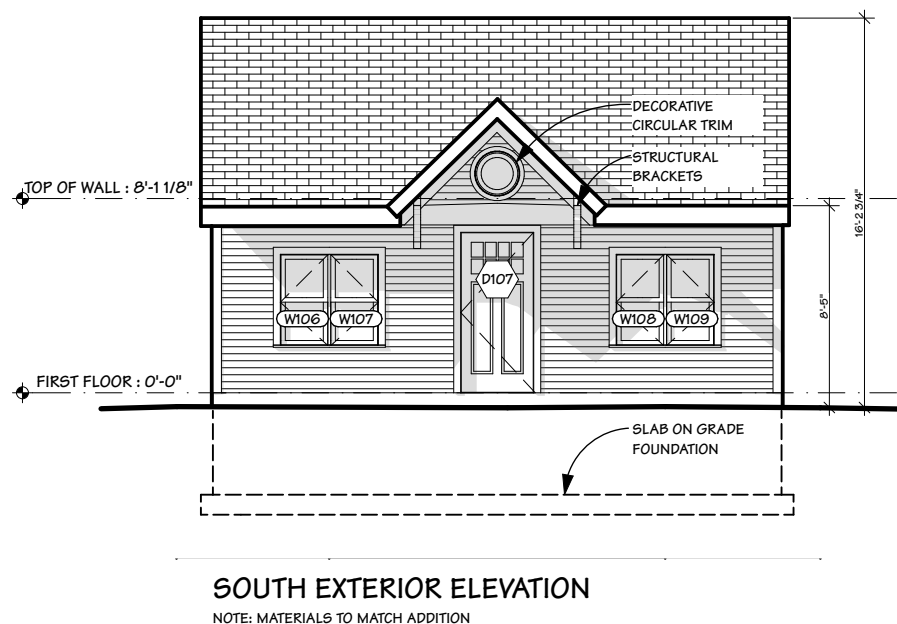 DECORATIVE
CIRCULAR TRIM
STRUCTURAL
BRACKETS
TOP OF WALL : 8'-1 1/8"
16'-2 3/4"
D107
W106
W107
W108
W109
8'-5"
FIRST FLOOR : 0'-0"
SLAB ON GRADE
FOUNDATION
SOUTH EXTERIOR ELEVATION
NOTE: MATERIALS TO MATCH ADDITION